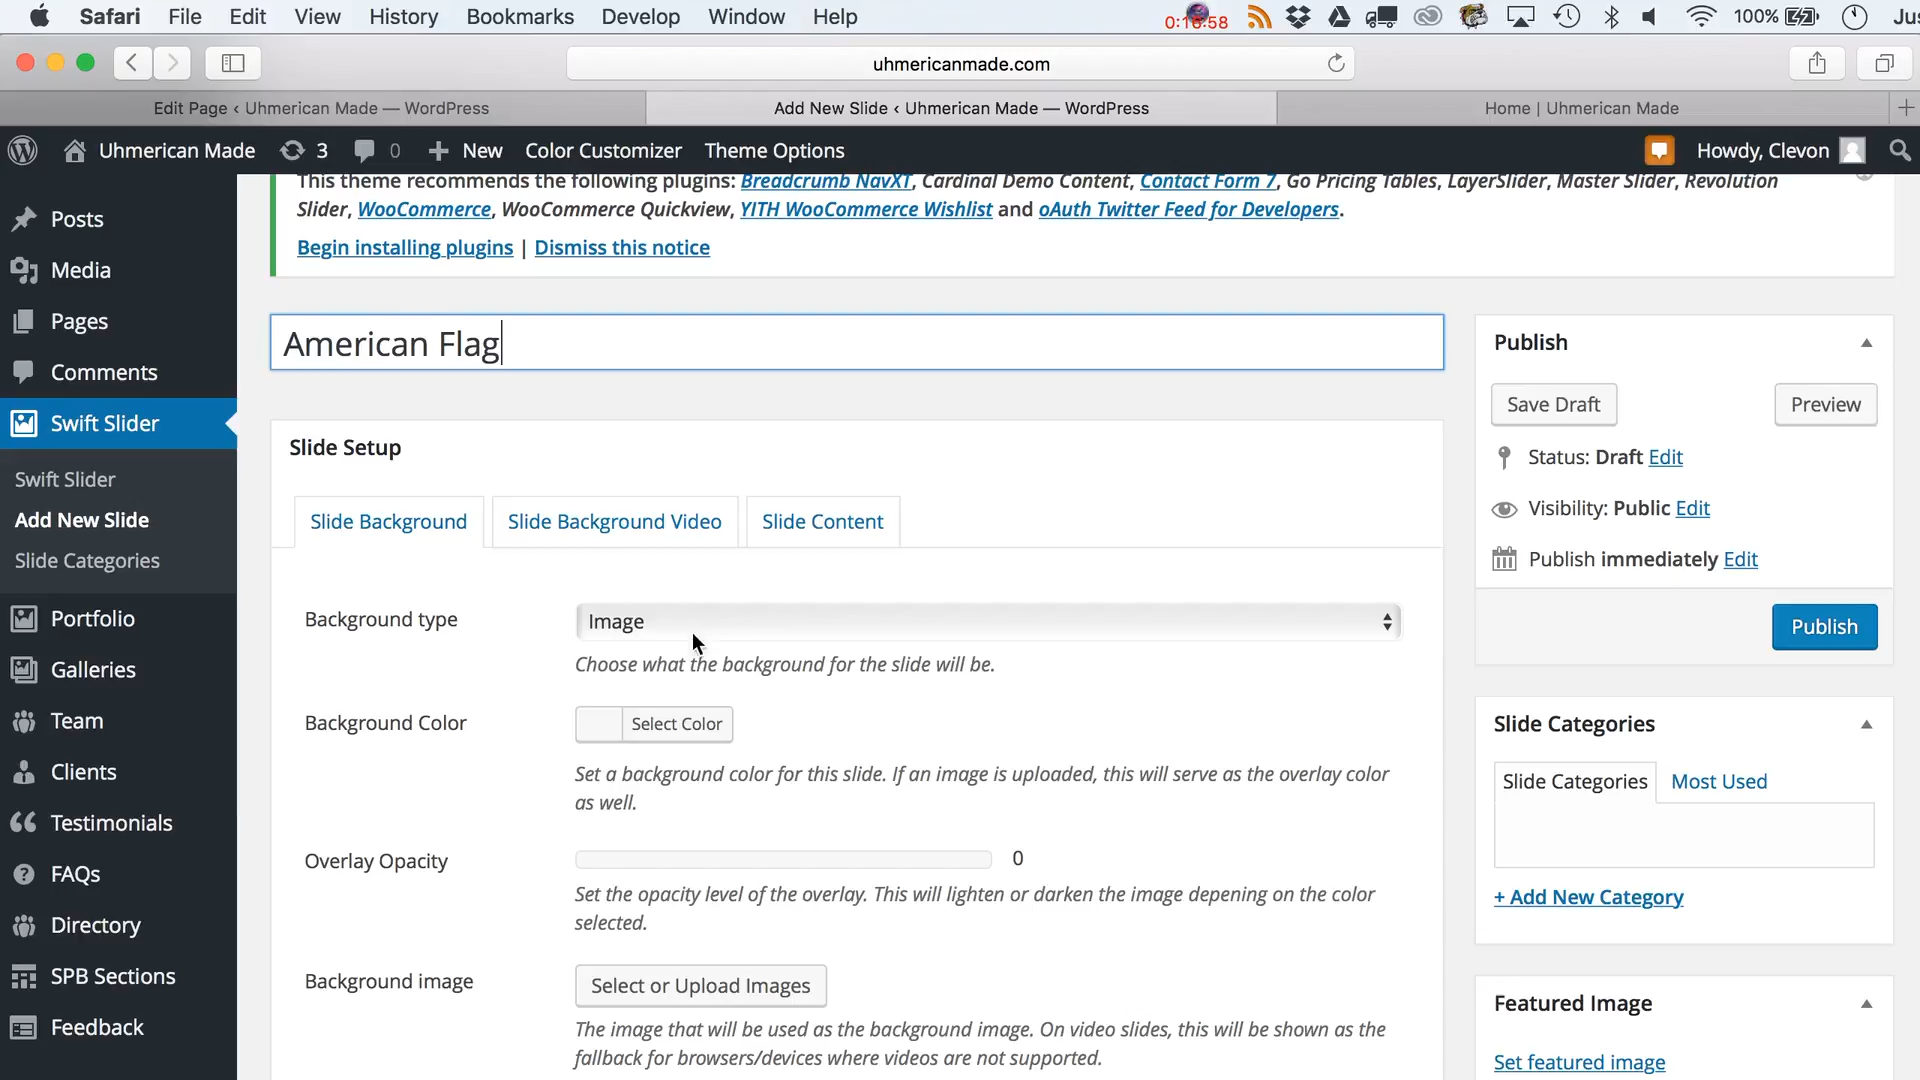 Safari File Edit View History Bookmarks Develop Window Help 0:16:58 100% Jus
uhmericanmade.com
Edit Page ‹ Uhmerican Made — WordPress Add New Slide ‹ Uhmerican Made — WordPress Home | Uhmerican Made
Uhmerican Made 3 0 New Color Customizer Theme Options Howdy, Clevon
This theme recommends the following plugins: Breadcrumb NavXT, Cardinal Demo Content, Contact Form 7, Go Pricing Tables, LayerSlider, Master Slider, Revolution
Slider, WooCommerce, WooCommerce Quickview, YITH WooCommerce Wishlist and oAuth Twitter Feed for Developers.
Begin installing plugins | Dismiss this notice
Posts
Media
Pages
Comments
Swift Slider
Swift Slider
Add New Slide
Slide Categories
Portfolio
Galleries
Team
Clients
Testimonials
FAQs
Directory
SPB Sections
Feedback
American Flag
Slide Setup
Slide Background Slide Background Video Slide Content
Background type Image
Choose what the background for the slide will be.
Background Color Select Color
Set a background color for this slide. If an image is uploaded, this will serve as the overlay color
as well.
Overlay Opacity 0
Set the opacity level of the overlay. This will lighten or darken the image depening on the color
selected.
Background image Select or Upload Images
The image that will be used as the background image. On video slides, this will be shown as the
fallback for browsers/devices where videos are not supported.
Publish
Save Draft Preview
Status: Draft Edit
Visibility: Public Edit
Publish immediately Edit
Publish
Slide Categories
Slide Categories Most Used
+ Add New Category
Featured Image
Set featured image